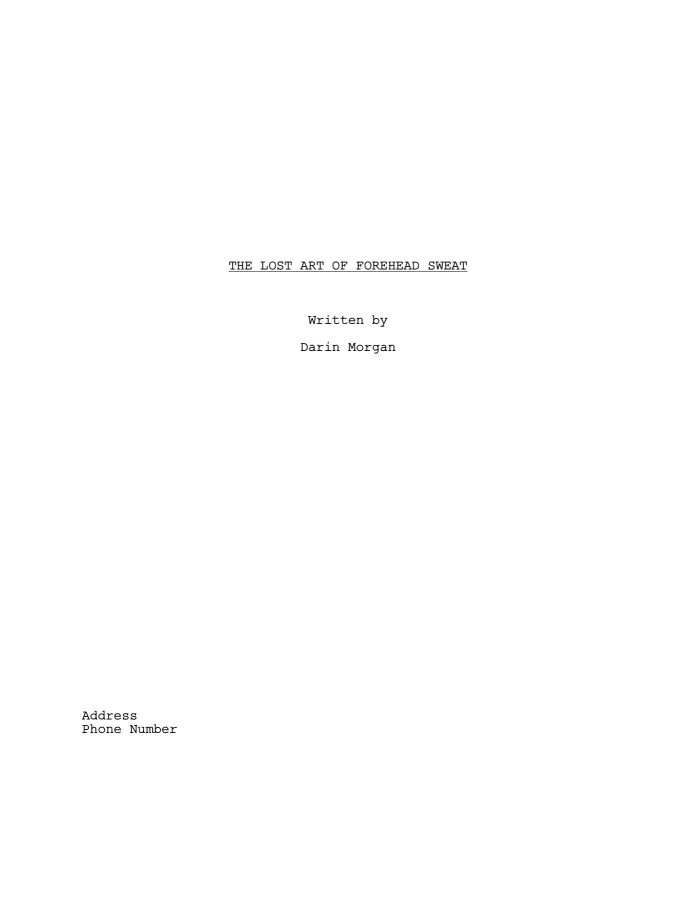 THE LOST ART OF FOREHEAD SWEAT
Written by
Darin Morgan
Address
Phone Number